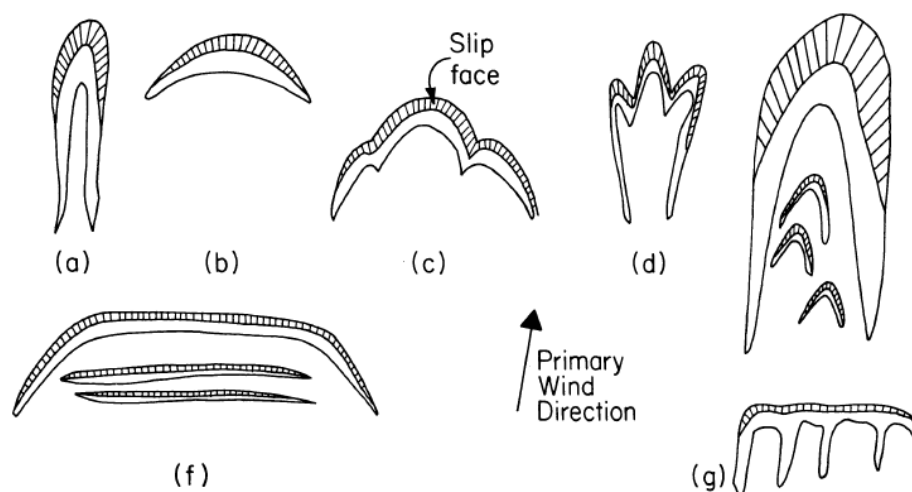 Slip
face
(a)
(b)
(c)
(d)
Primary
Wind
Direction
(f)
(g)